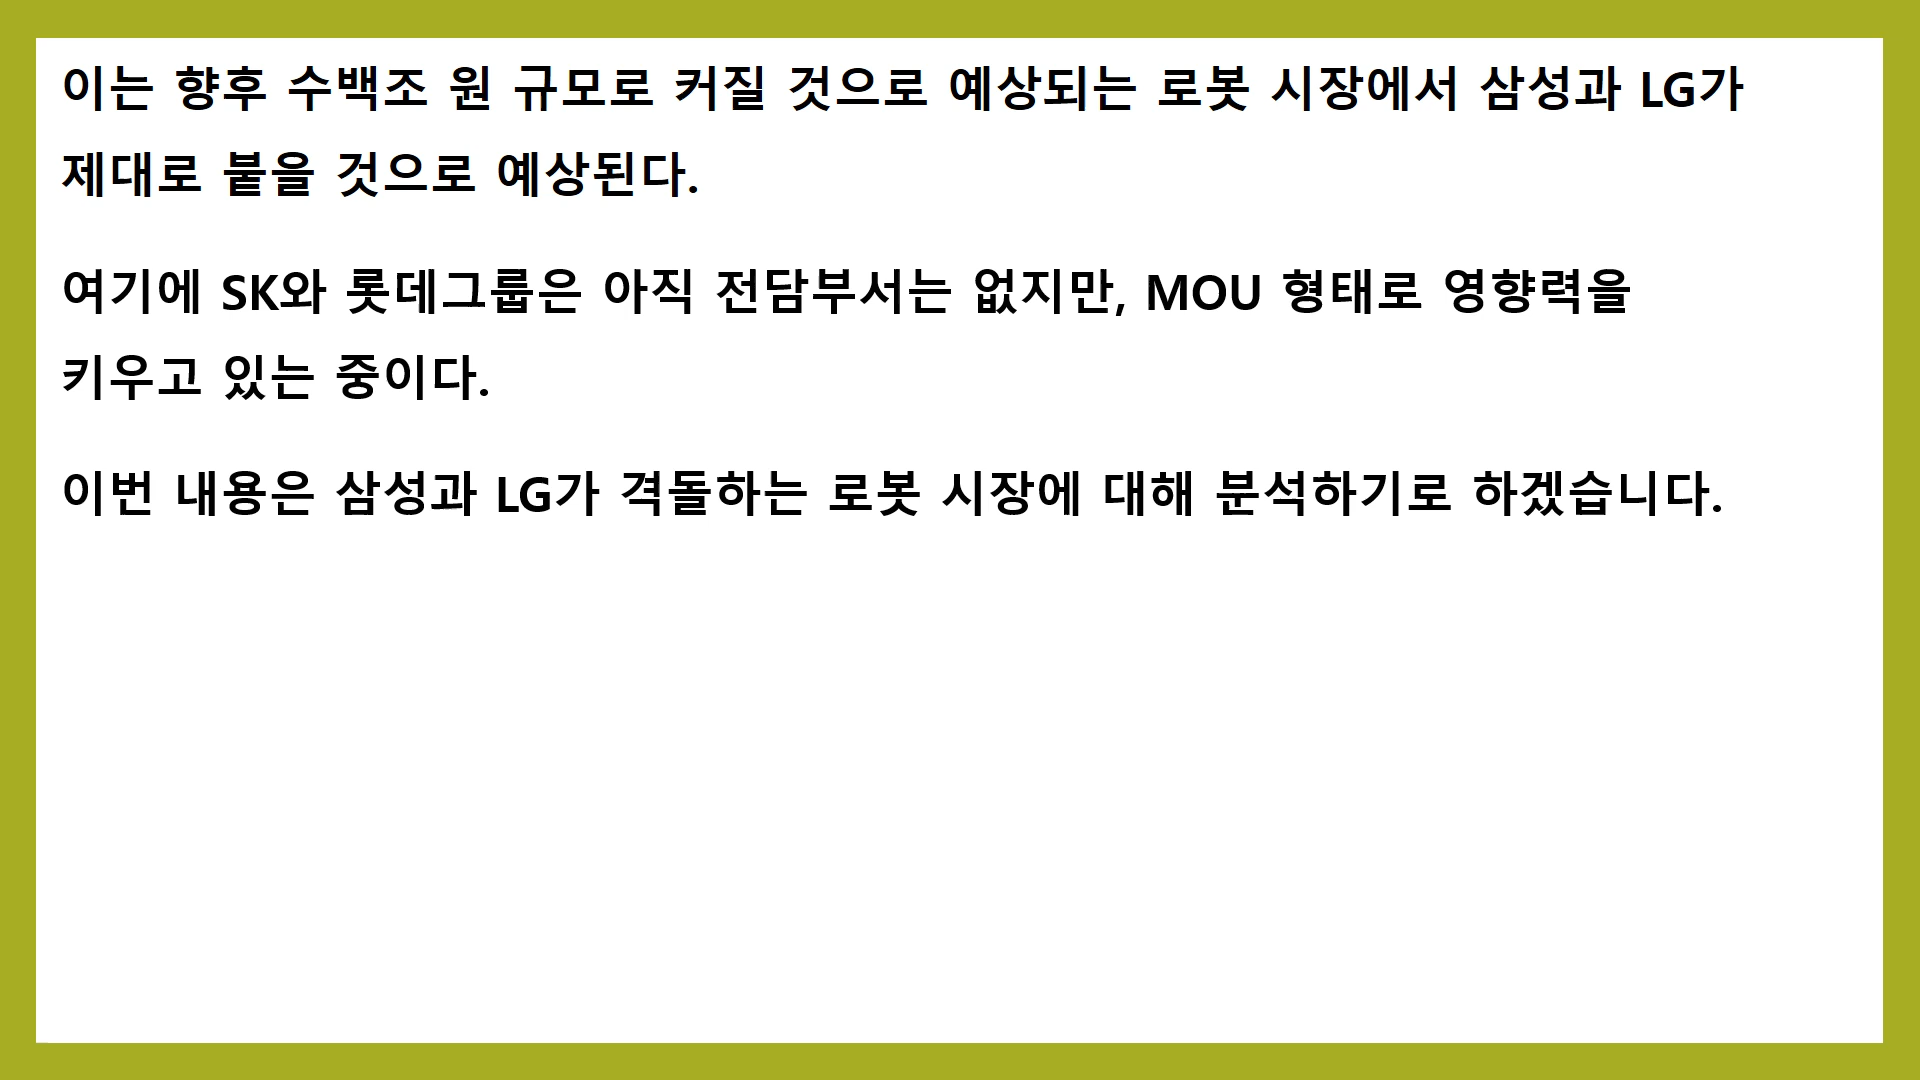 이는 향후 수백조 원 규모로 커질 것으로 예상되는 로봇 시장에서 삼성과 LG가
제대로 붙을 것으로 예상된다.
여기에 SK와 롯데그룹은 아직 전담부서는 없지만, MOU 형태로 영향력을
키우고 있는 중이다.
이번 내용은 삼성과 LG가 격돌하는 로봇 시장에 대해 분석하기로 하겠습니다.